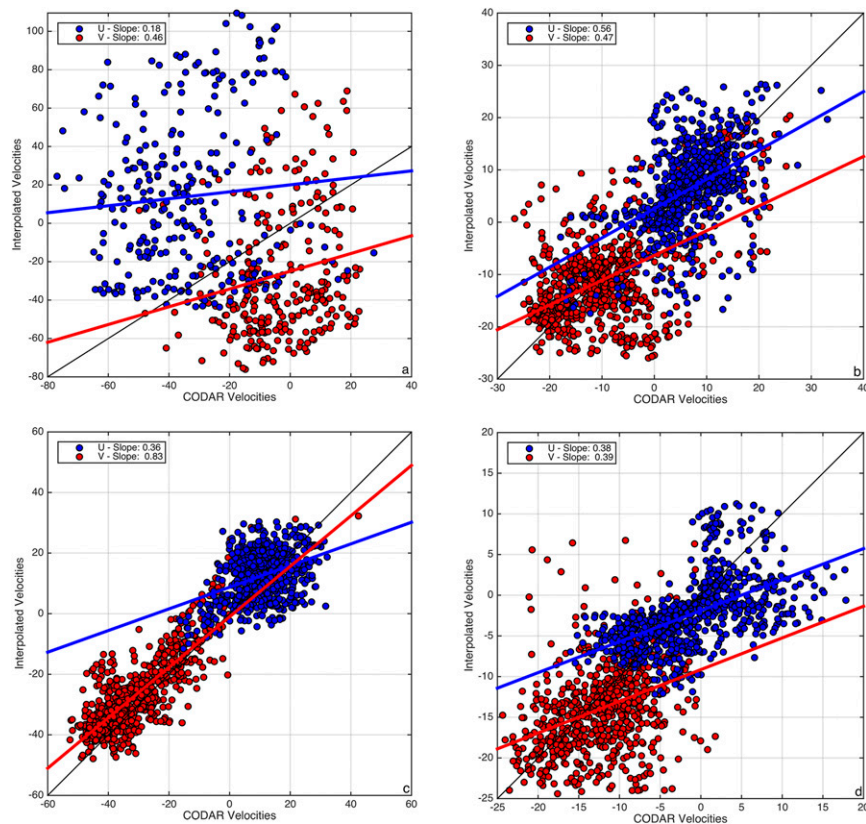 U - Slope: 0.18
V - Slope: 0.46
110
100
80
60
40
20
0
-20
-40
-60
-80
Interpolated Velocities
a
-80 -60 -40 -20 0 20 40
CODAR Velocities
U - Slope: 0.56
V - Slope: 0.47
40
30
20
10
0
-10
-20
-30
Interpolated Velocities
b
-30 -20 -10 0 10 20 30 40
CODAR Velocities
U - Slope: 0.36
V - Slope: 0.83
60
40
20
0
-20
-40
-60
Interpolated Velocities
c
-60 -40 -20 0 20 40 60
CODAR Velocities
U - Slope: 0.38
V - Slope: 0.39
20
15
10
5
0
-5
-10
-15
-20
-25
Interpolated Velocities
d
-25 -20 -15 -10 -5 0 5 10 15 20
CODAR Velocities